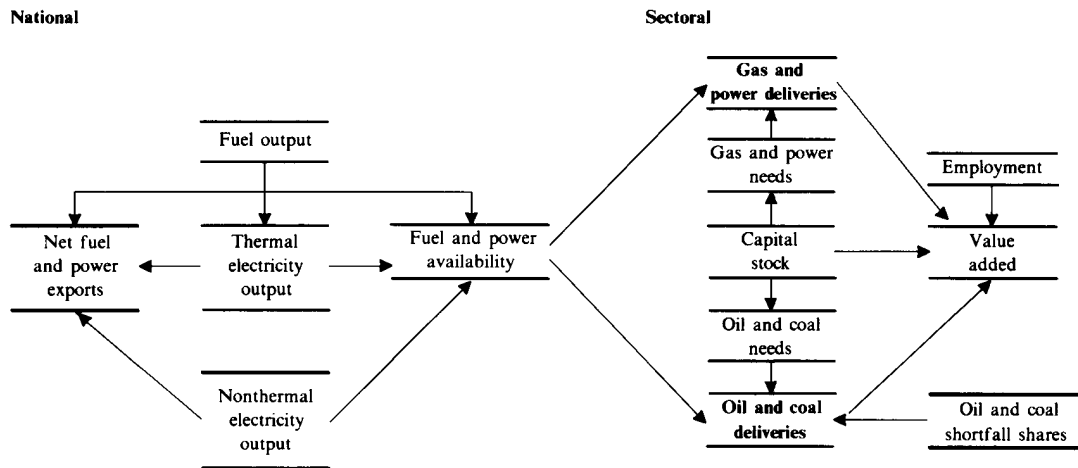 National
Sectoral
Gas and
power deliveries
Fuel output
Gas and power
needs
Employment
Net fuel
and power
exports
Thermal
electricity
output
Fuel and power
availability
Capital
stock
Value
added
Oil and coal
needs
Nonthermal
electricity
output
Oil and coal
deliveries
Oil and coal
shortfall shares